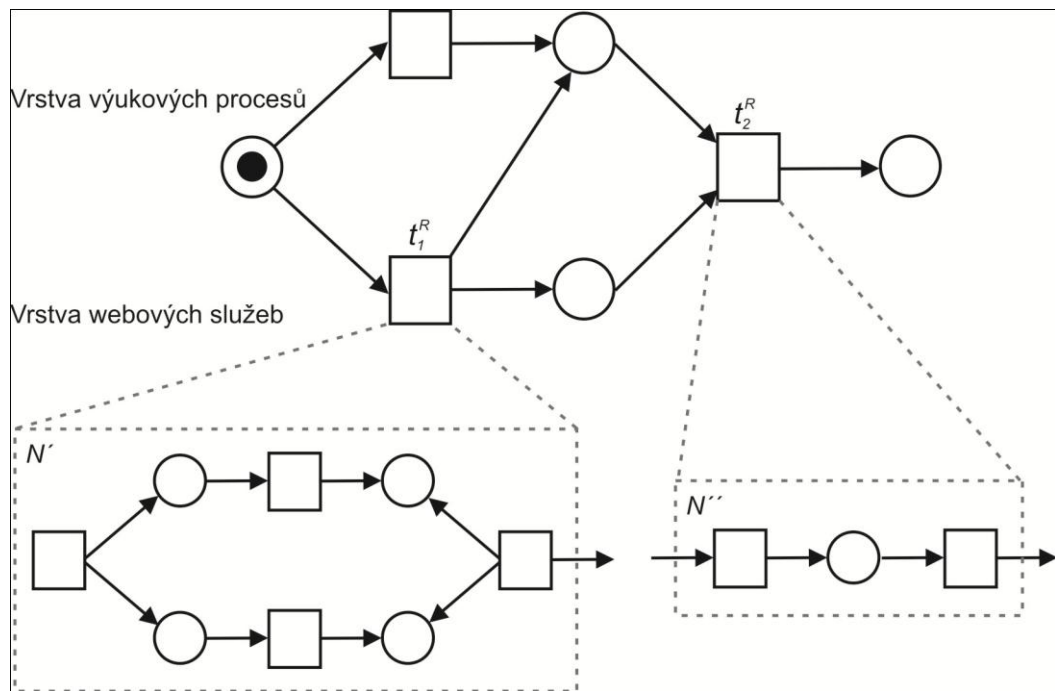 Vrstva výukových procesů
t₂ᴿ
t₁ᴿ
Vrstva webových služeb
N´
N´´